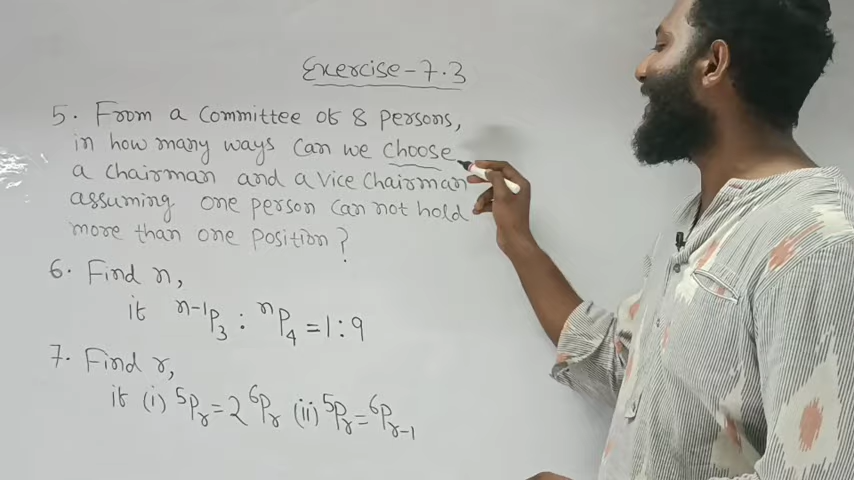 Exercise-7.3
5. From a Committee of 8 persons,
in how many ways can we choose
a chairman and a Vice Chairman
assuming one person can not hold
more than one position?
6. Find n,
if ⁿ⁻¹P₃ : ⁿP₄ = 1:9
7. Find r,
if (i) ⁵Pᵣ = 2 ⁶Pᵣ (ii) ⁵Pᵣ = ⁶Pᵣ₋₁